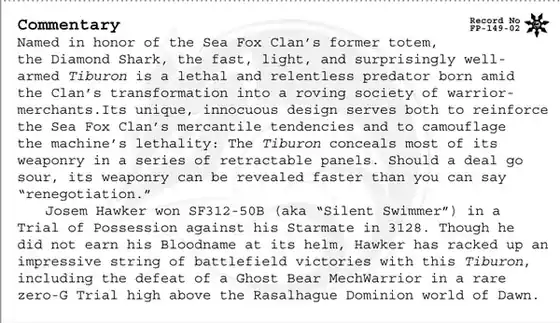 Commentary
Record No
FP-149-02
Named in honor of the Sea Fox Clan's former totem,
the Diamond Shark, the fast, light, and surprisingly well-
armed Tiburon is a lethal and relentless predator born amid
the Clan's transformation into a roving society of warrior-
merchants.Its unique, innocuous design serves both to reinforce
the Sea Fox Clan's mercantile tendencies and to camouflage
the machine's lethality: The Tiburon conceals most of its
weaponry in a series of retractable panels. Should a deal go
sour, its weaponry can be revealed faster than you can say
“renegotiation.”
Josem Hawker won SF312-50B (aka “Silent Swimmer”) in a
Trial of Possession against his Starmate in 3128. Though he
did not earn his Bloodname at its helm, Hawker has racked up an
impressive string of battlefield victories with this Tiburon,
including the defeat of a Ghost Bear MechWarrior in a rare
zero-G Trial high above the Rasalhague Dominion world of Dawn.